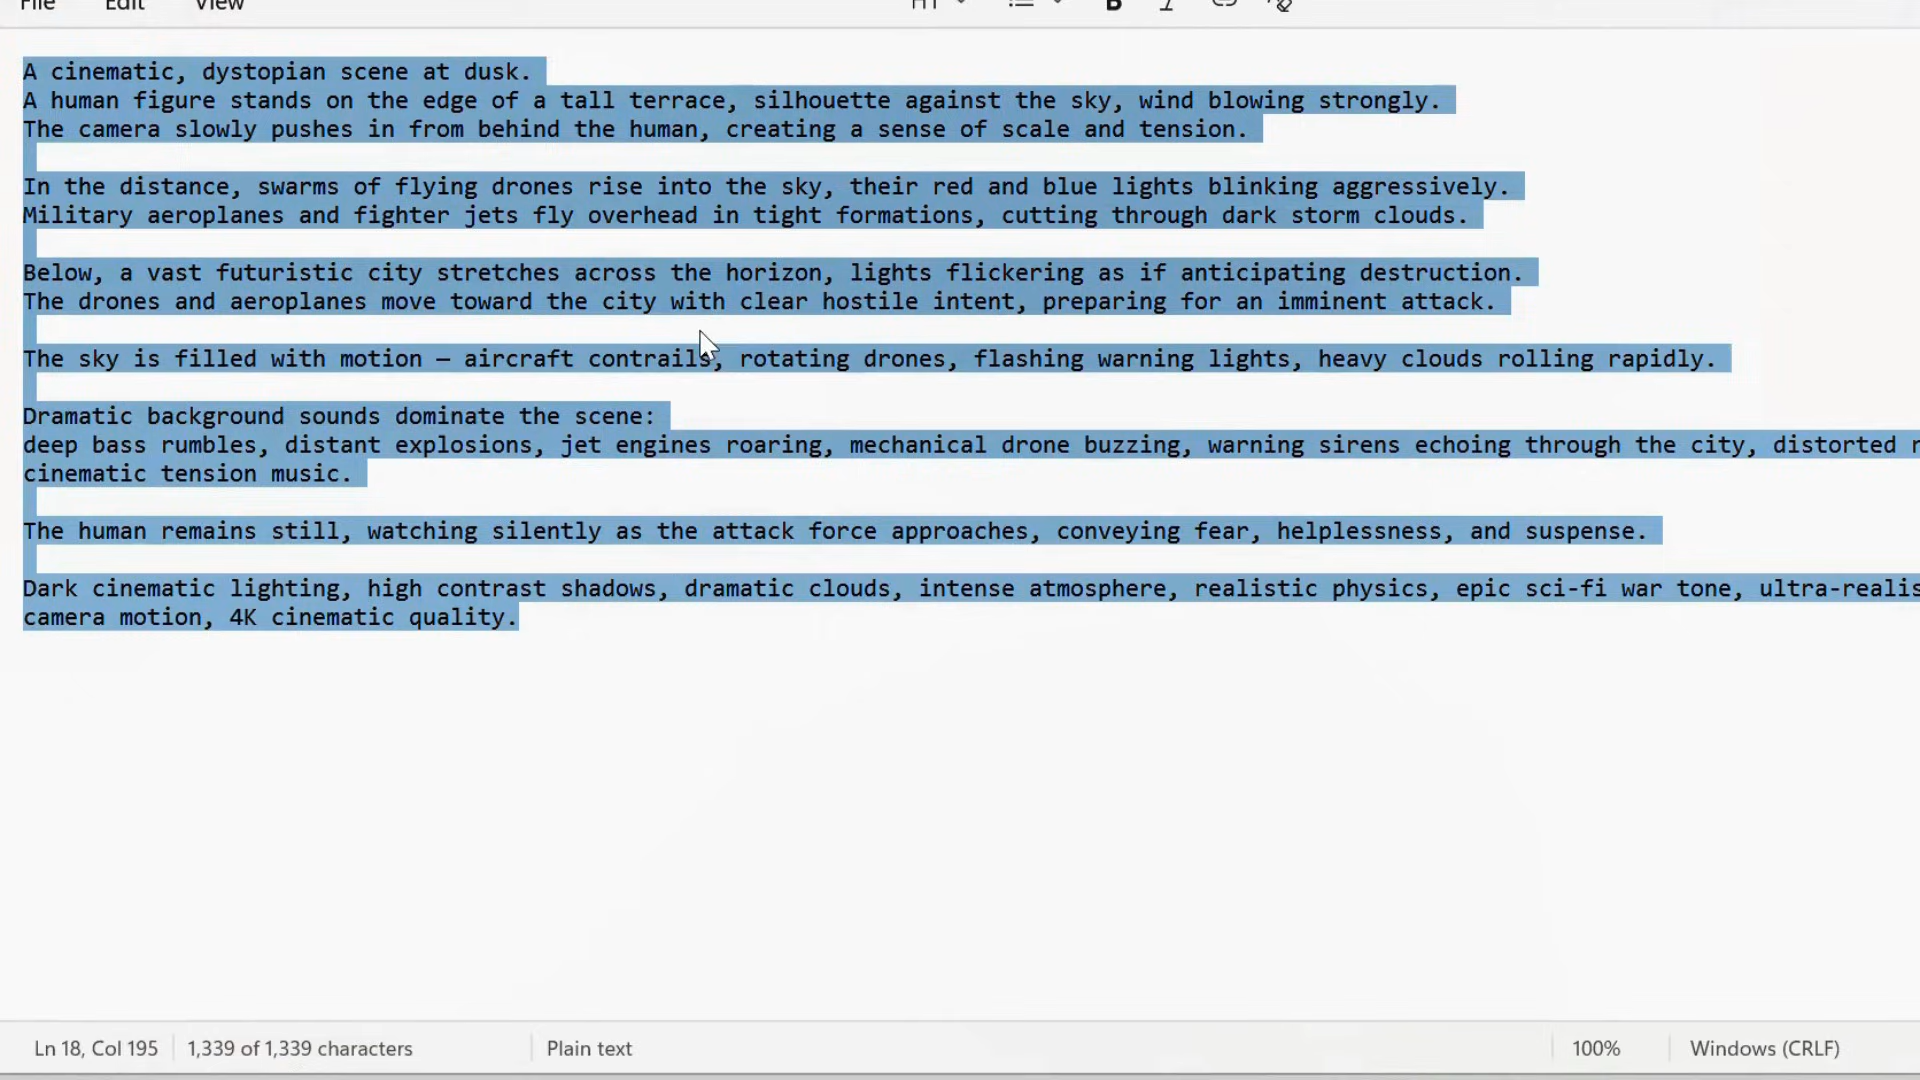 File Edit View H1 B I
A cinematic, dystopian scene at dusk.
A human figure stands on the edge of a tall terrace, silhouette against the sky, wind blowing strongly.
The camera slowly pushes in from behind the human, creating a sense of scale and tension.
In the distance, swarms of flying drones rise into the sky, their red and blue lights blinking aggressively.
Military aeroplanes and fighter jets fly overhead in tight formations, cutting through dark storm clouds.
Below, a vast futuristic city stretches across the horizon, lights flickering as if anticipating destruction.
The drones and aeroplanes move toward the city with clear hostile intent, preparing for an imminent attack.
The sky is filled with motion — aircraft contrails, rotating drones, flashing warning lights, heavy clouds rolling rapidly.
Dramatic background sounds dominate the scene:
deep bass rumbles, distant explosions, jet engines roaring, mechanical drone buzzing, warning sirens echoing through the city, distorted
cinematic tension music.
The human remains still, watching silently as the attack force approaches, conveying fear, helplessness, and suspense.
Dark cinematic lighting, high contrast shadows, dramatic clouds, intense atmosphere, realistic physics, epic sci-fi war tone,
camera motion, 4K cinematic quality.
Ln 18, Col 195 1,339 of 1,339 characters Plain text 100% Windows (CRLF)